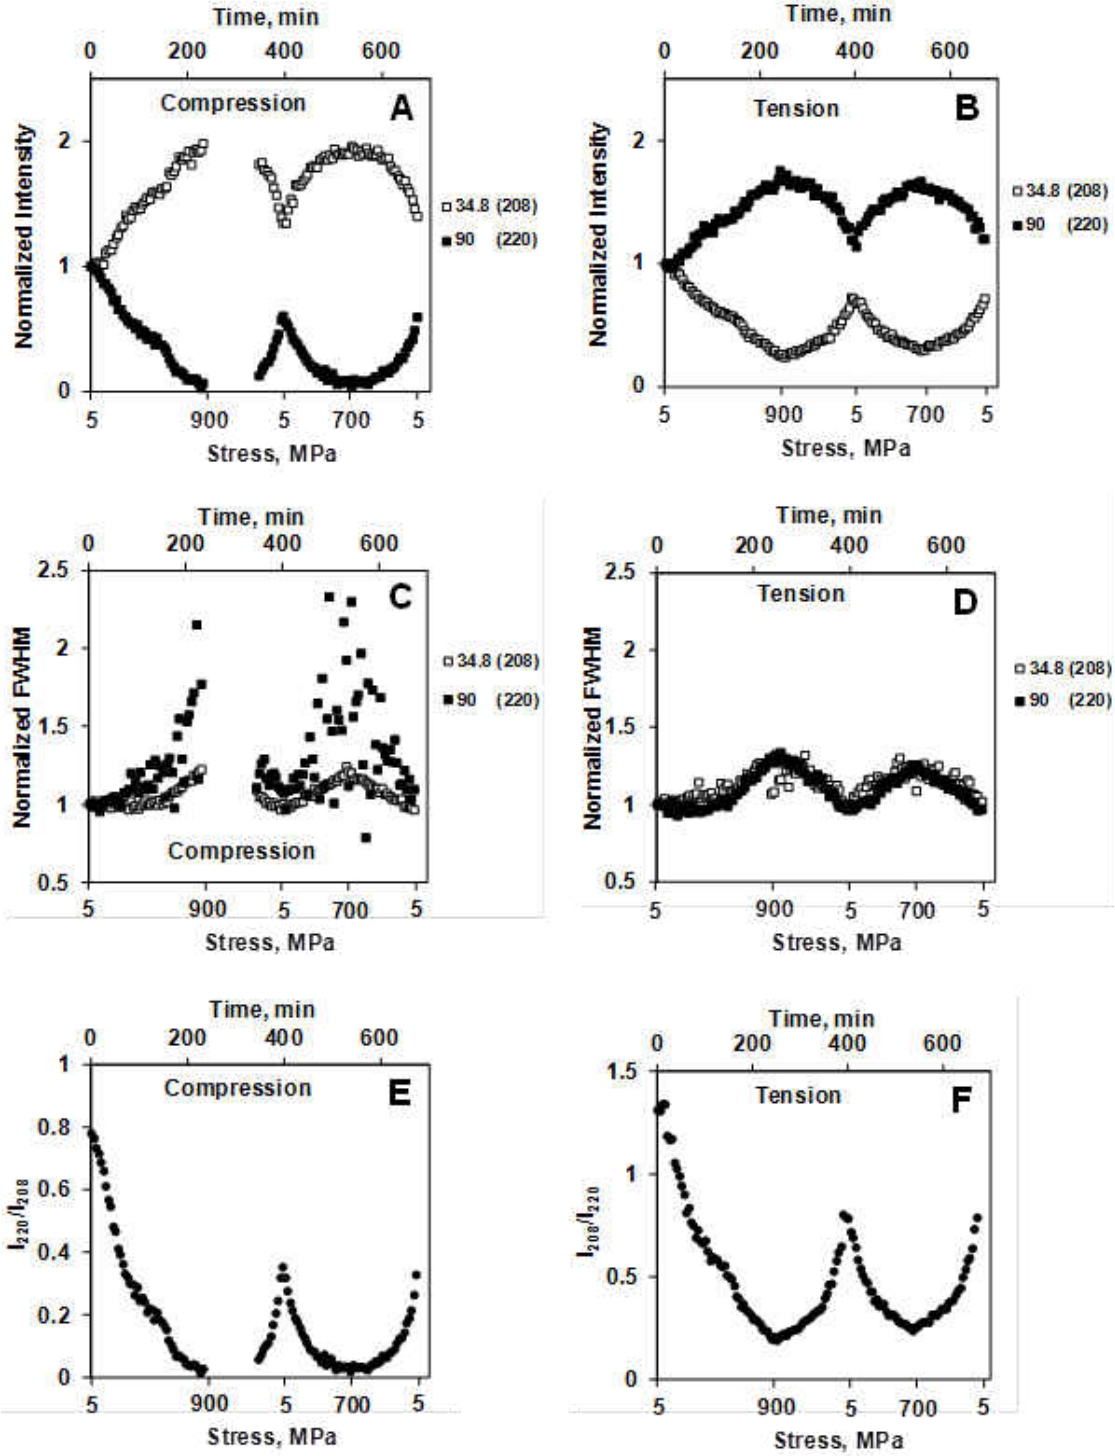 Time, min
0 200 400 600
Compression A
Normalized Intensity
2
1
0
5 900 5 700 5
Stress, MPa
34.8 (208)
90 (220)
Time, min
0 200 400 600
Tension B
Normalized Intensity
2
1
0
5 900 5 700 5
Stress, MPa
34.8 (208)
90 (220)
Time, min
0 200 400 600
C
Normalized FWHM
2.5
2
1.5
1
0.5
Compression
5 900 5 700 5
Stress, MPa
34.8 (208)
90 (220)
Time, min
0 200 400 600
Tension D
Normalized FWHM
2.5
2
1.5
1
0.5
5 900 5 700 5
Stress, MPa
34.8 (208)
90 (220)
Time, min
0 200 400 600
Compression E
I220/I208
1
0.8
0.6
0.4
0.2
0
5 900 5 700 5
Stress, MPa
Time, min
0 200 400 600
Tension F
I208/I220
1.5
1
0.5
0
5 900 5 700 5
Stress, MPa